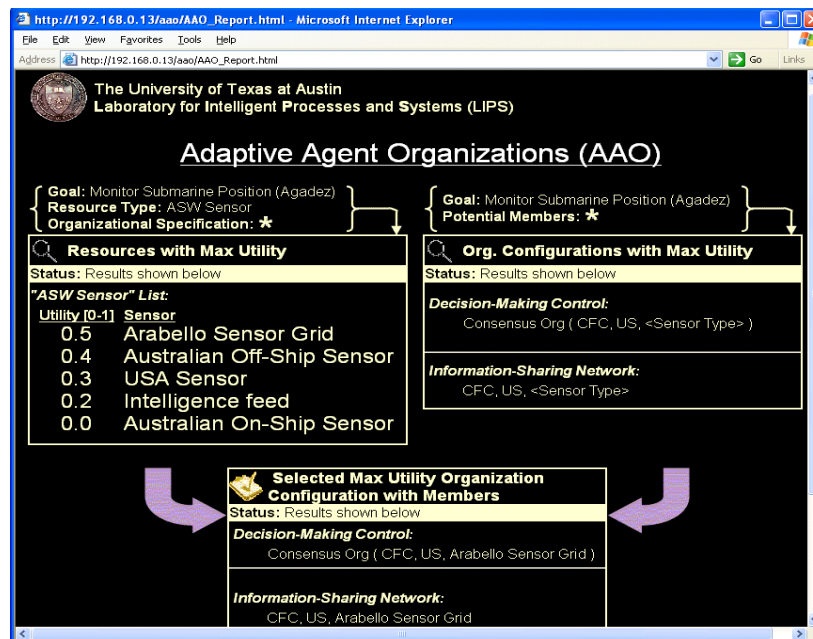 http://192.168.0.13/aao/AAO_Report.html - Microsoft Internet Explorer
File Edit View Favorites Tools Help
Address http://192.168.0.13/aao/AAO_Report.html Go Links
The University of Texas at Austin
Laboratory for Intelligent Processes and Systems (LIPS)
Adaptive Agent Organizations (AAO)
Goal: Monitor Submarine Position (Agadez)
Resource Type: ASW Sensor
Organizational Specification: *
Resources with Max Utility
Status: Results shown below
"ASW Sensor" List:
Utility [0-1] Sensor
0.5 Arabello Sensor Grid
0.4 Australian Off-Ship Sensor
0.3 USA Sensor
0.2 Intelligence feed
0.0 Australian On-Ship Sensor
Goal: Monitor Submarine Position (Agadez)
Potential Members: *
Org. Configurations with Max Utility
Status: Results shown below
Decision-Making Control:
Consensus Org ( CFC, US, <Sensor Type> )
Information-Sharing Network:
CFC, US, <Sensor Type>
Selected Max Utility Organization
Configuration with Members
Status: Results shown below
Decision-Making Control:
Consensus Org ( CFC, US, Arabello Sensor Grid )
Information-Sharing Network:
CFC, US, Arabello Sensor Grid